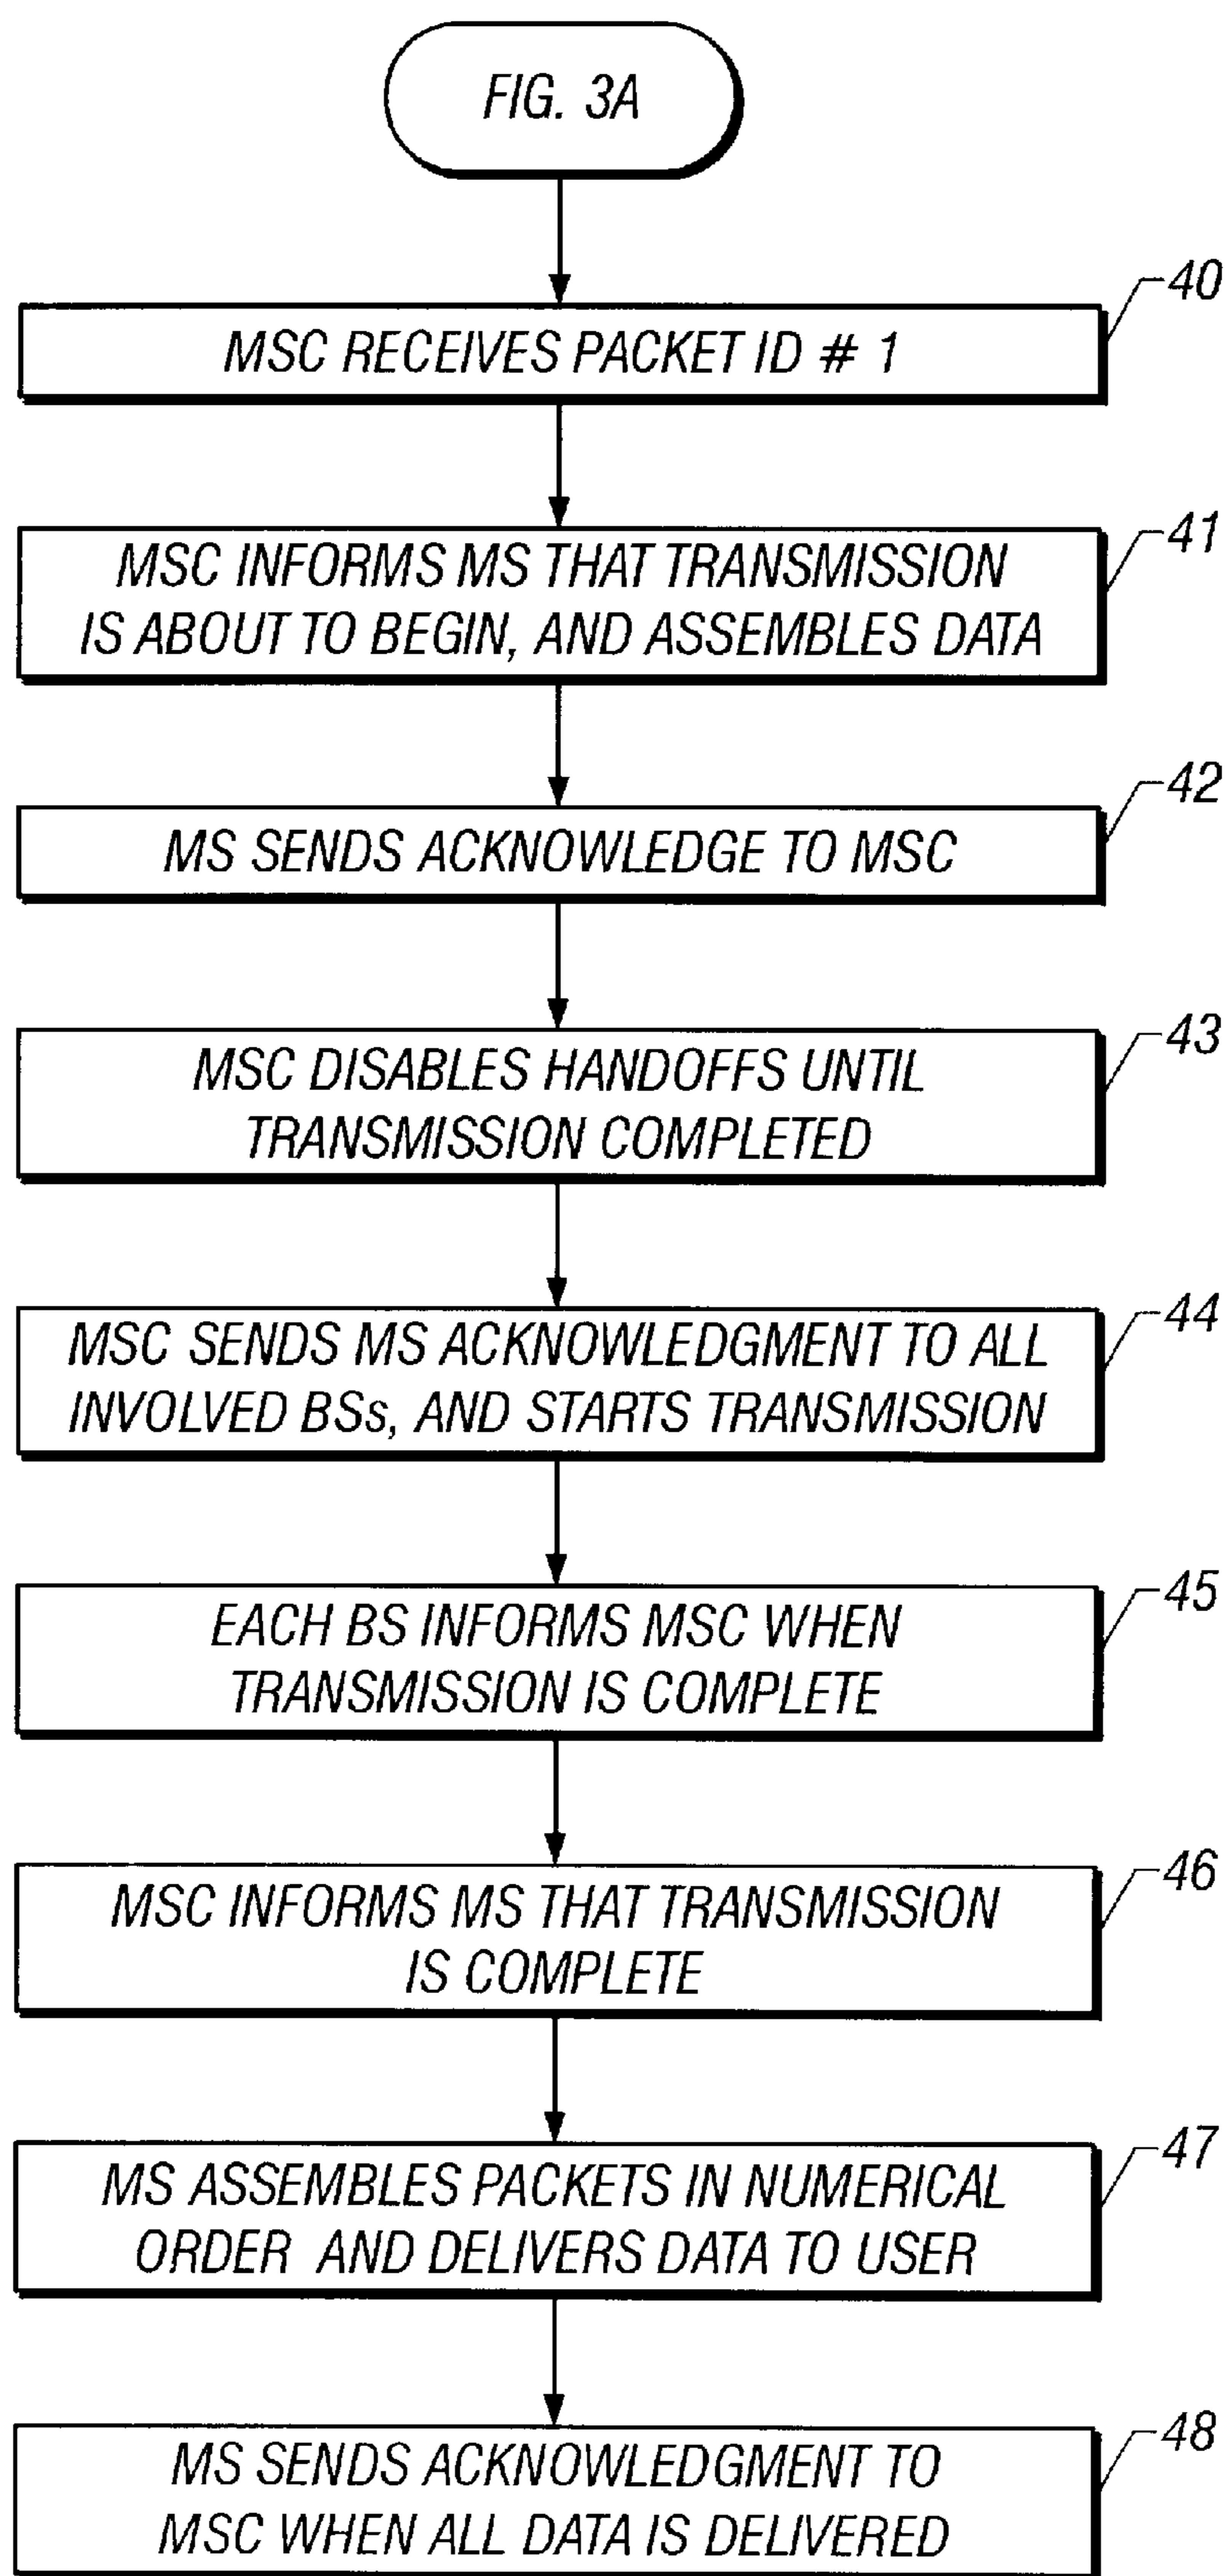 FIG. 3A
40
MSC RECEIVES PACKET ID # 1
41
MSC INFORMS MS THAT TRANSMISSION
IS ABOUT TO BEGIN, AND ASSEMBLES DATA
42
MS SENDS ACKNOWLEDGE TO MSC
43
MSC DISABLES HANDOFFS UNTIL
TRANSMISSION COMPLETED
44
MSC SENDS MS ACKNOWLEDGMENT TO ALL
INVOLVED BSs, AND STARTS TRANSMISSION
45
EACH BS INFORMS MSC WHEN
TRANSMISSION IS COMPLETE
46
MSC INFORMS MS THAT TRANSMISSION
IS COMPLETE
47
MS ASSEMBLES PACKETS IN NUMERICAL
ORDER AND DELIVERS DATA TO USER
48
MS SENDS ACKNOWLEDGMENT TO
MSC WHEN ALL DATA IS DELIVERED